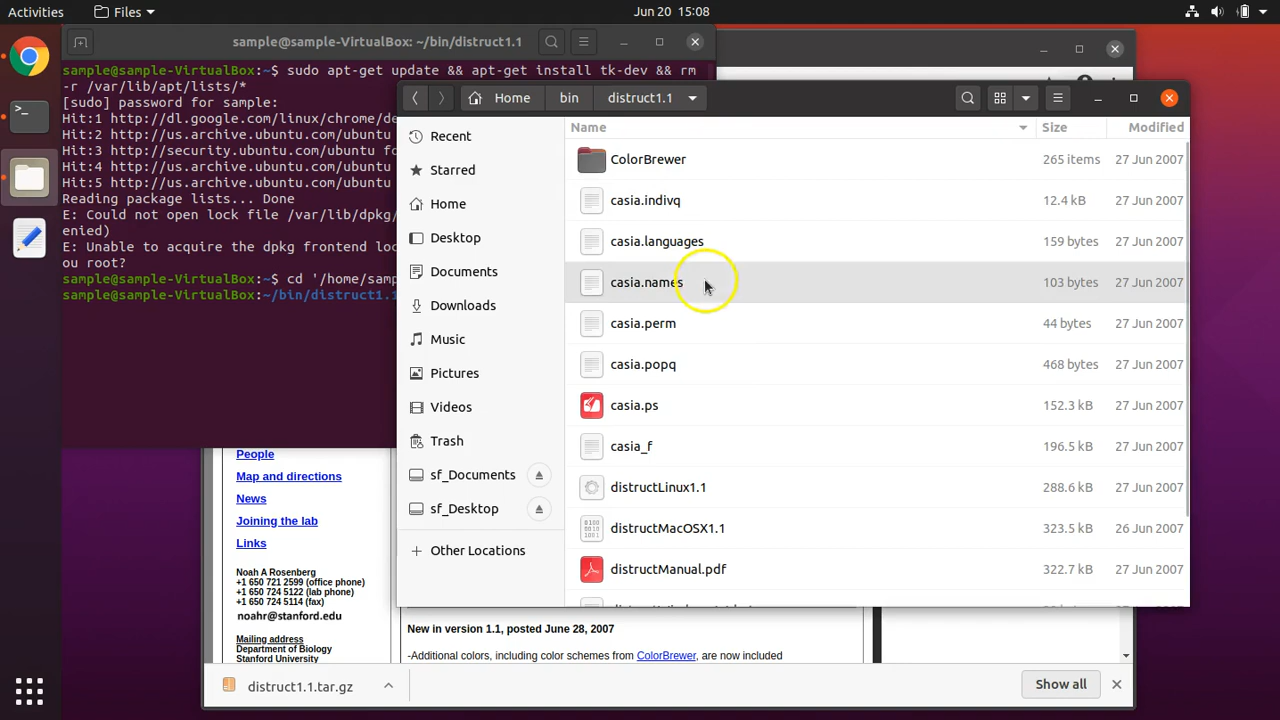 Activities
Files
Jun 20 15:08
sample@sample-VirtualBox: ~/bin/distruct1.1
sample@sample-VirtualBox:~$ sudo apt-get update && apt-get install tk-dev && rm
-r /var/lib/apt/lists/*
[sudo] password for sample:
Hit:1 http://dl.google.com/linux/chrome/de
Hit:2 http://us.archive.ubuntu.com/ubuntu
Hit:3 http://security.ubuntu.com/ubuntu fo
Hit:4 http://us.archive.ubuntu.com/ubuntu
Hit:5 http://us.archive.ubuntu.com/ubuntu
Reading package lists... Done
E: Could not open lock file /var/lib/dpkg/
enied)
E: Unable to acquire the dpkg frontend loc
ou root?
sample@sample-VirtualBox:~$ cd '/home/samp
sample@sample-VirtualBox:~/bin/distruct1.1
Home
bin
distruct1.1
Recent
Starred
Home
Desktop
Documents
Downloads
Music
Pictures
Videos
Trash
sf_Documents
sf_Desktop
Other Locations
Name Size Modified
ColorBrewer 265 items 27 Jun 2007
casia.indivq 12.4 kB 27 Jun 2007
casia.languages 159 bytes 27 Jun 2007
casia.names 103 bytes 27 Jun 2007
casia.perm 44 bytes 27 Jun 2007
casia.popq 468 bytes 27 Jun 2007
casia.ps 152.3 kB 27 Jun 2007
casia_f 196.5 kB 27 Jun 2007
distructLinux1.1 288.6 kB 27 Jun 2007
distructMacOSX1.1 323.5 kB 26 Jun 2007
distructManual.pdf 322.7 kB 27 Jun 2007
People
Map and directions
News
Joining the lab
Links
Noah A Rosenberg
+1 650 721 2599 (office phone)
+1 650 724 5122 (lab phone)
+1 650 724 5114 (fax)
noahr@stanford.edu
Mailing address
Department of Biology
Stanford University
New in version 1.1, posted June 28, 2007
-Additional colors, including color schemes from ColorBrewer, are now included
distruct1.1.tar.gz
Show all